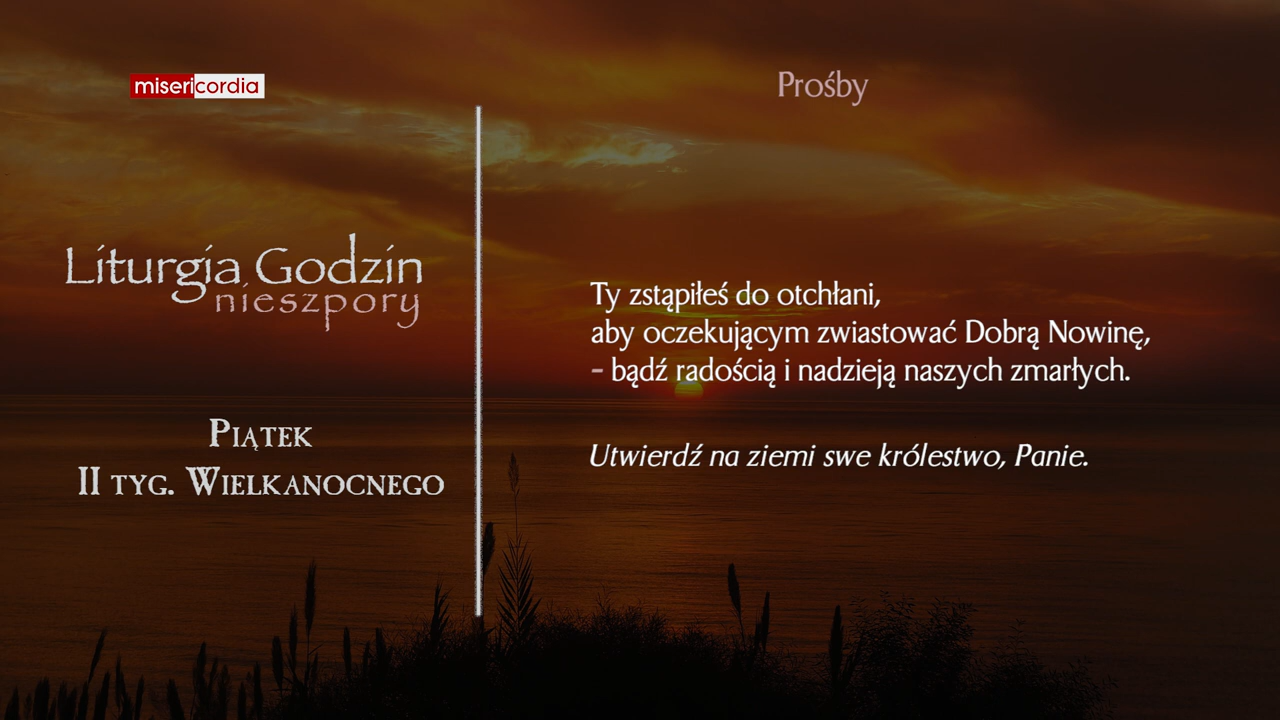 misericordia
Prośby
Liturgia Godzin
nieszpory
Piątek
II tyg. Wielkanocnego
Ty zstąpiłeś do otchłani,
aby oczekującym zwiastować Dobrą Nowinę,
- bądź radością i nadzieją naszych zmarłych.
Utwierdź na ziemi swe królestwo, Panie.